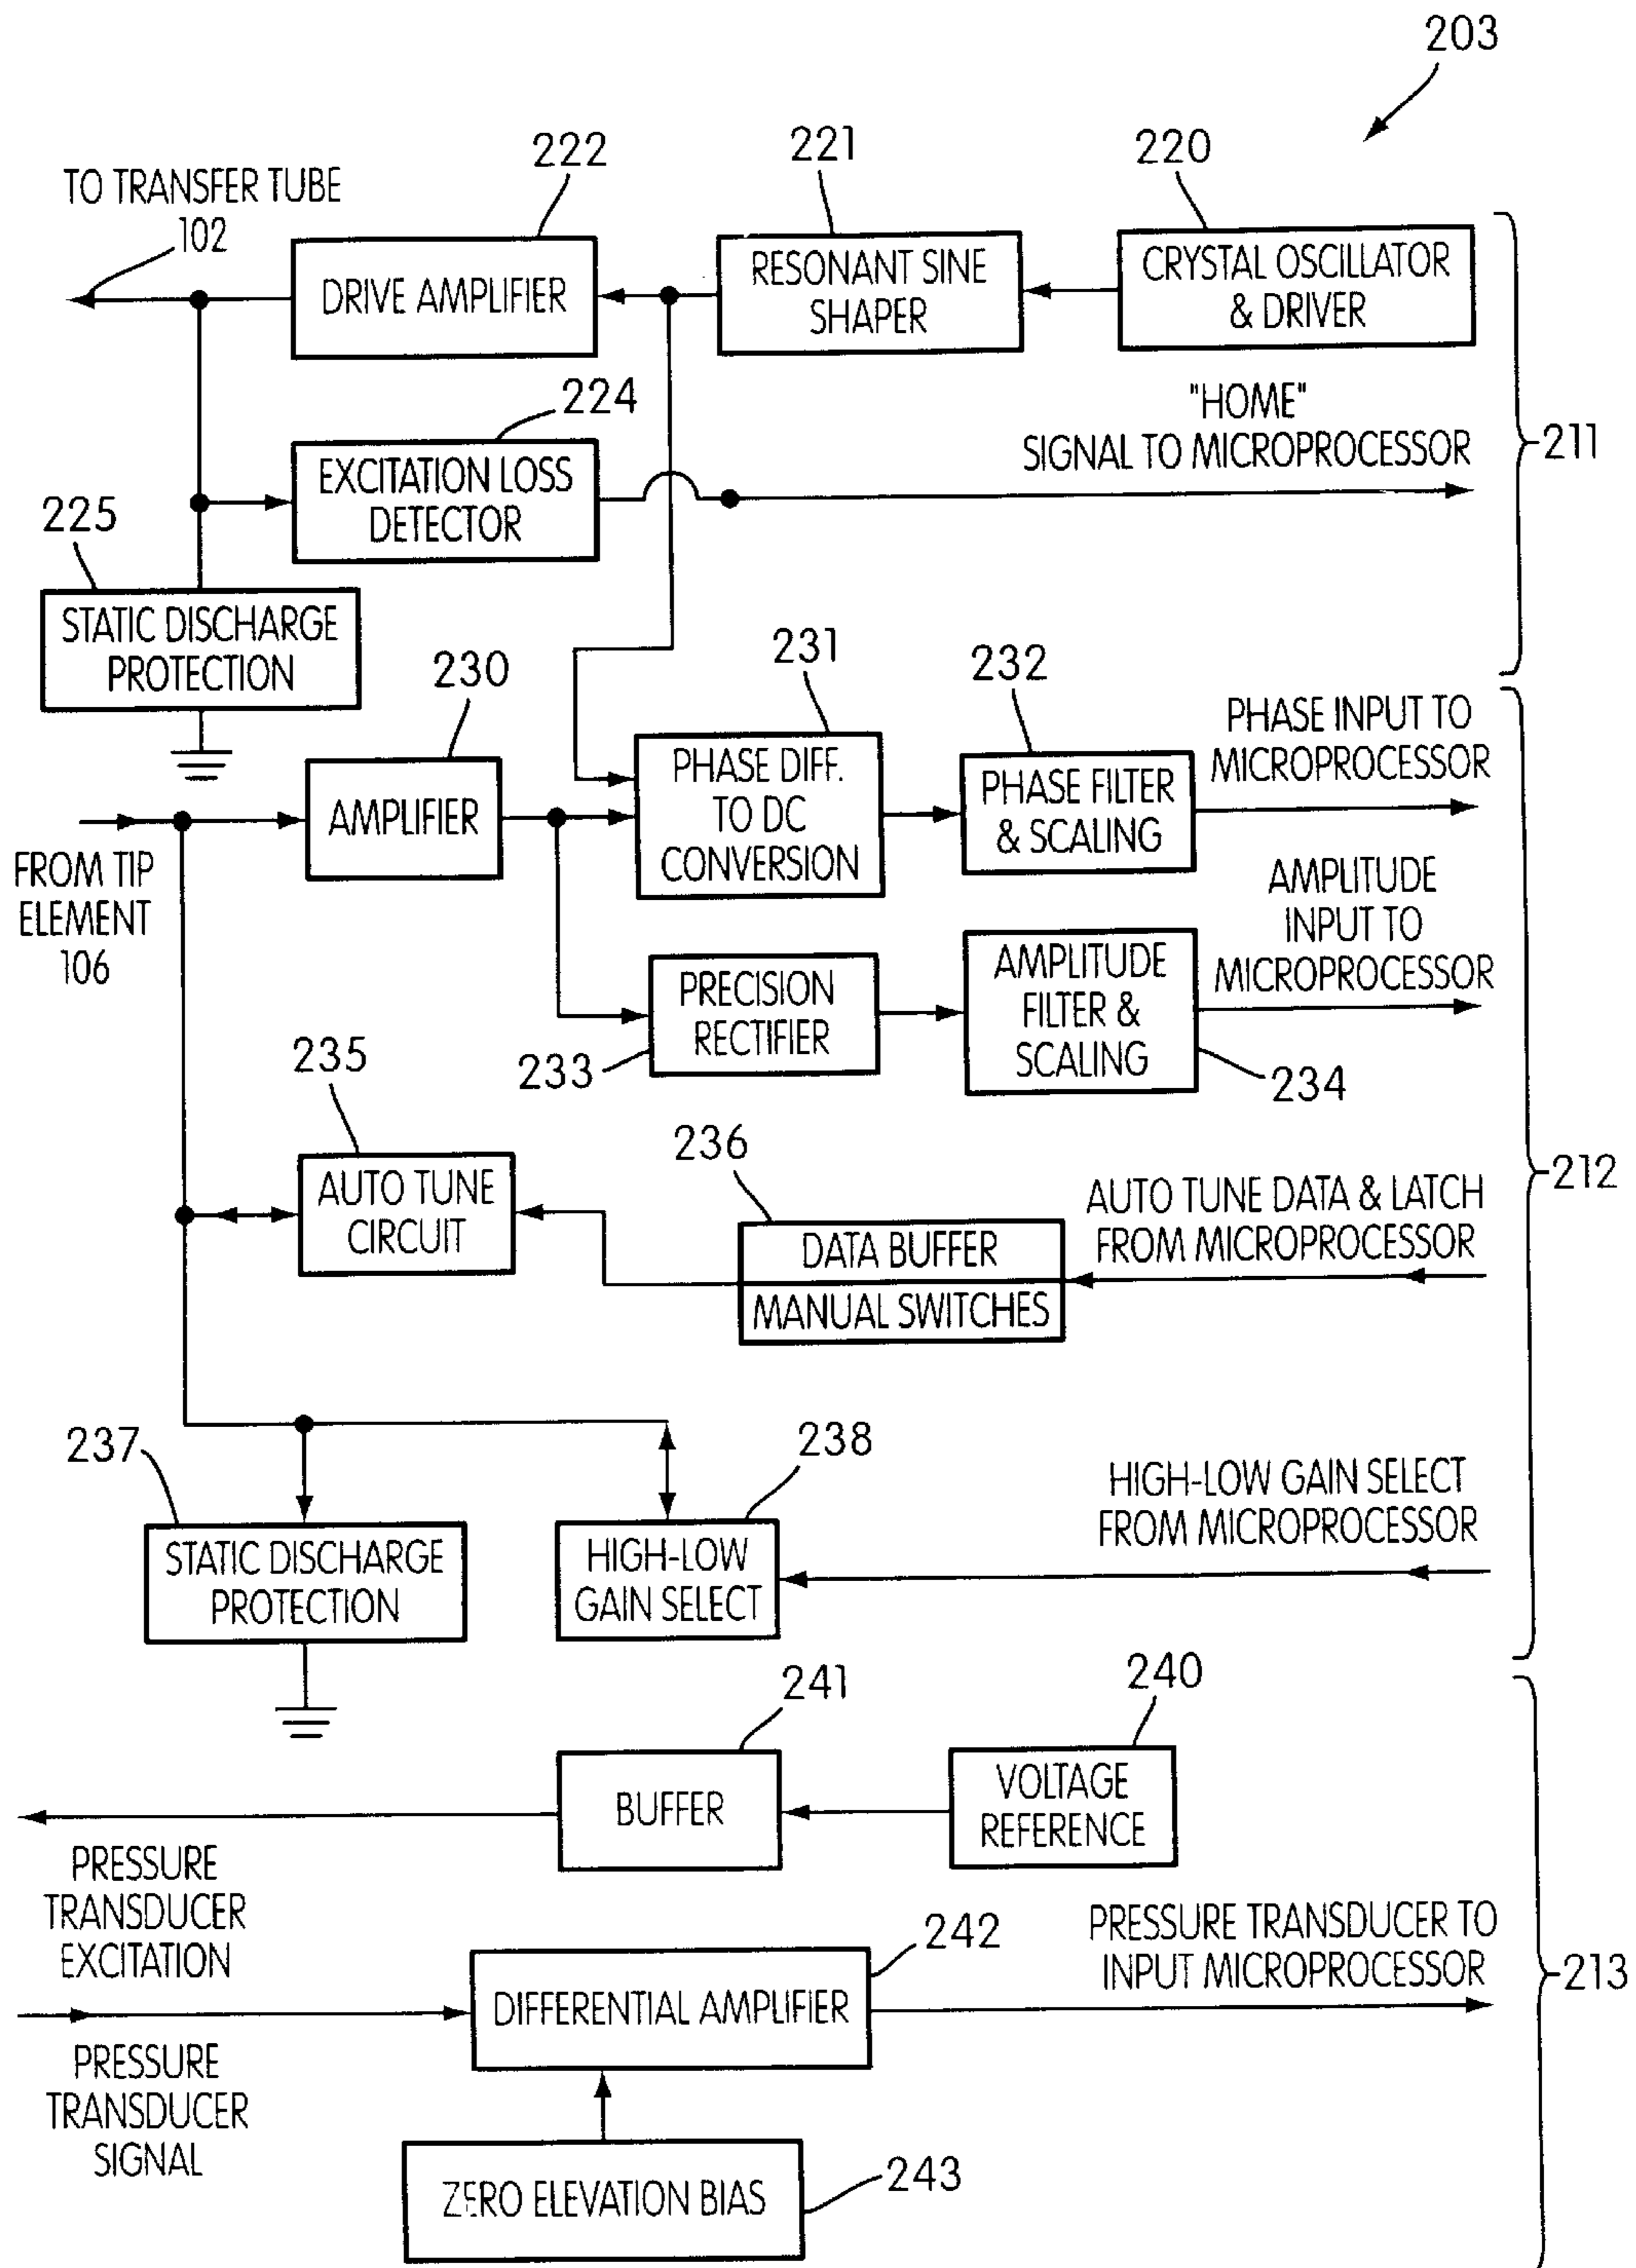 203
222
221
220
TO TRANSFER TUBE
102
DRIVE AMPLIFIER
RESONANT SINE
SHAPER
CRYSTAL OSCILLATOR
& DRIVER
224
"HOME"
SIGNAL TO MICROPROCESSOR
211
EXCITATION LOSS
DETECTOR
225
STATIC DISCHARGE
PROTECTION
230
231
232
PHASE INPUT TO
MICROPROCESSOR
AMPLIFIER
PHASE DIFF.
TO DC
CONVERSION
PHASE FILTER
& SCALING
FROM TIP
ELEMENT
106
AMPLITUDE
INPUT TO
MICROPROCESSOR
PRECISION
RECTIFIER
233
AMPLITUDE
FILTER &
SCALING
234
235
236
212
AUTO TUNE
CIRCUIT
DATA BUFFER
MANUAL SWITCHES
AUTO TUNE DATA & LATCH
FROM MICROPROCESSOR
237
238
STATIC DISCHARGE
PROTECTION
HIGH-LOW
GAIN SELECT
HIGH-LOW GAIN SELECT
FROM MICROPROCESSOR
241
240
BUFFER
VOLTAGE
REFERENCE
PRESSURE
TRANSDUCER
EXCITATION
242
PRESSURE TRANSDUCER TO
INPUT MICROPROCESSOR
213
DIFFERENTIAL AMPLIFIER
PRESSURE
TRANSDUCER
SIGNAL
ZERO ELEVATION BIAS
243